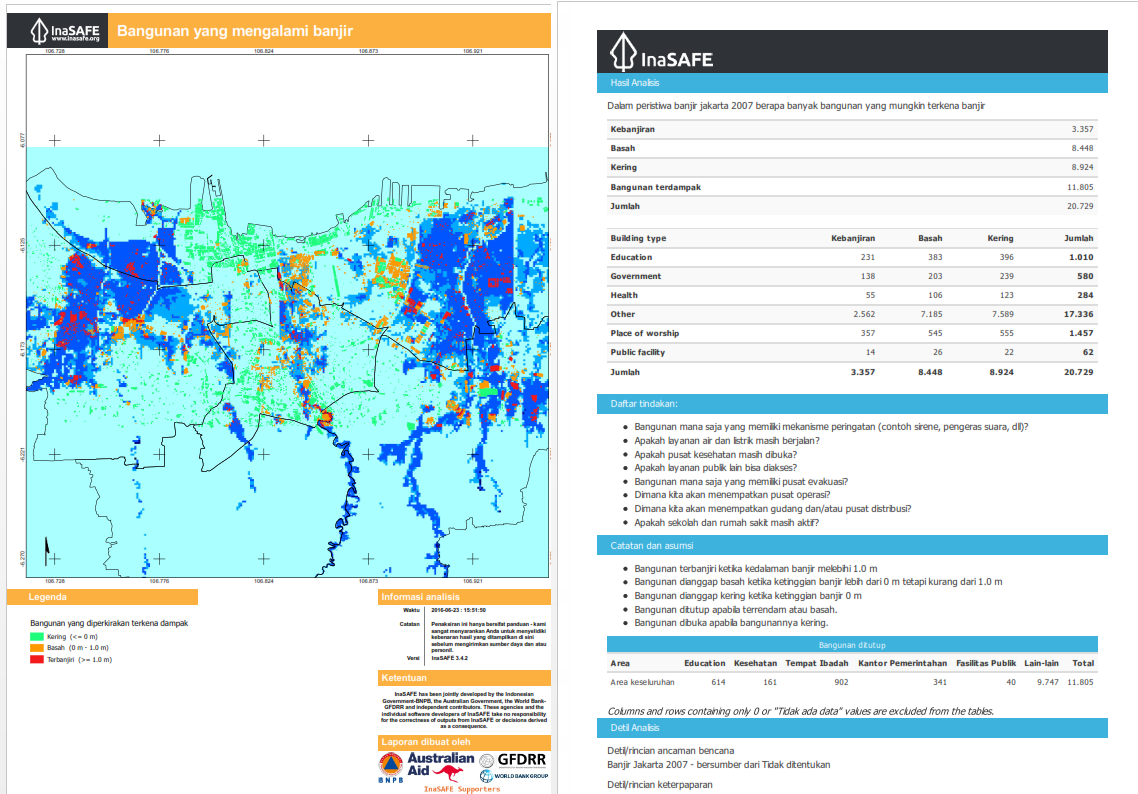 InaSAFE
www.inasafe.org
Bangunan yang mengalami banjir
106.728 106.776 106.824 106.873 106.921
-6.077
-6.125
-6.173
-6.221
-6.270
106.728 106.776 106.824 106.873 106.921
Legenda
Bangunan yang diperkirakan terkena dampak
Kering (<= 0 m)
Basah (0 m - 1.0 m)
Terbanjiri (>= 1.0 m)
Informasi analisis
Waktu 2016-06-23 : 15:51:50
Catatan Penaksiran ini hanya bersifat panduan - kami
sangat menyarankan Anda untuk menyelidiki
kebenaran hasil yang ditampilkan di sini
sebelum mengirimkan sumber daya dan atau
personil.
Versi InaSAFE 3.4.2
Ketentuan
InaSAFE has been jointly developed by the Indonesian
Government-BNPB, the Australian Government, the World Bank-
GFDRR and independent contributors. These agencies and the
individual software developers of InaSAFE take no responsibility
for the correctness of outputs from InaSAFE or decisions derived
as a consequence.
Laporan dibuat oleh
BNPB
Australian
Aid
GFDRR
WORLD BANK GROUP
InaSAFE Supporters
InaSAFE
Hasil Analisis
Dalam peristiwa banjir jakarta 2007 berapa banyak bangunan yang mungkin terkena banjir
Kebanjiran 3.357
Basah 8.448
Kering 8.924
Bangunan terdampak 11.805
Jumlah 20.729
Building type Kebanjiran Basah Kering Jumlah
Education 231 383 396 1.010
Government 138 203 239 580
Health 55 106 123 284
Other 2.562 7.185 7.589 17.336
Place of worship 357 545 555 1.457
Public facility 14 26 22 62
Jumlah 3.357 8.448 8.924 20.729
Daftar tindakan:
Bangunan mana saja yang memiliki mekanisme peringatan (contoh sirene, pengeras suara, dll)?
Apakah layanan air dan listrik masih berjalan?
Apakah pusat kesehatan masih dibuka?
Apakah layanan publik lain bisa diakses?
Bangunan mana saja yang memiliki pusat evakuasi?
Dimana kita akan menempatkan pusat operasi?
Dimana kita akan menempatkan gudang dan/atau pusat distribusi?
Apakah sekolah dan rumah sakit masih aktif?
Catatan dan asumsi
Bangunan terbanjiri ketika kedalaman banjir melebihi 1.0 m
Bangunan dianggap basah ketika ketinggian banjir lebih dari 0 m tetapi kurang dari 1.0 m
Bangunan dianggap kering ketika ketinggian banjir 0 m
Bangunan ditutup apabila terrendam atau basah.
Bangunan dibuka apabila bangunannya kering.
Bangunan ditutup
Area Education Kesehatan Tempat Ibadah Kantor Pemerintahan Fasilitas Publik Lain-lain Total
Area keseluruhan 614 161 902 341 40 9.747 11.805
Columns and rows containing only 0 or "Tidak ada data" values are excluded from the tables.
Detil Analisis
Detil/rincian ancaman bencana
Banjir Jakarta 2007 - bersumber dari Tidak ditentukan
Detil/rincian keterpaparan